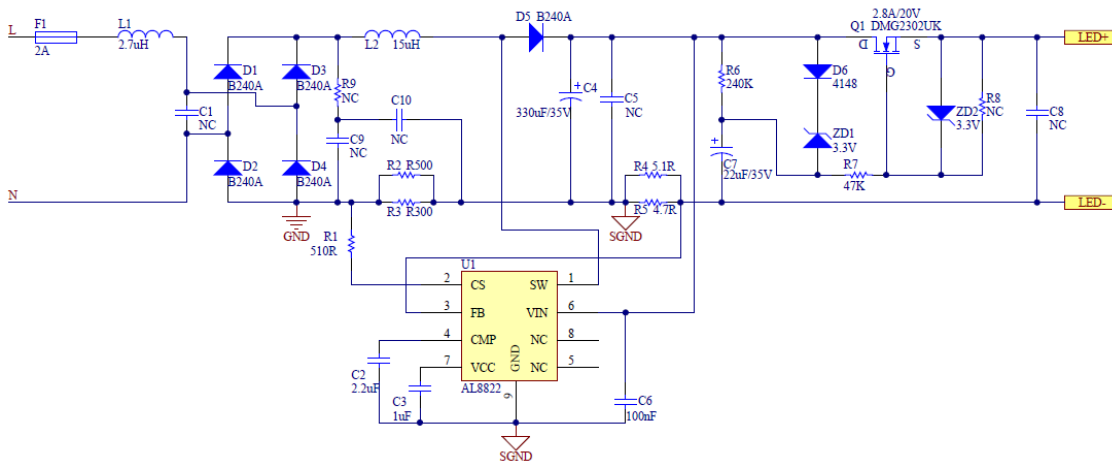 L
F1
2A
L1
2.7uH
L2
15uH
D5 B240A
2.8A/20V
Q1 DMG2302UK
D
S
G
LED+
D1
B240A
D3
B240A
R9
NC
C10
NC
C4
330uF/35V
C5
NC
R6
240K
D6
4148
R8
NC
C8
NC
C1
NC
ZD2
3.3V
ZD1
3.3V
C9
NC
C7
22uF/35V
D2
B240A
D4
B240A
R2 R500
R4 5.1R
R7
47K
N
R3 R300
R5 4.7R
LED-
GND
SGND
R1
510R
U1
2
CS
SW
1
3
FB
VIN
6
4
CMP
NC
8
7
VCC
GND
NC
5
AL8822
9
C2
2.2uF
C3
1uF
C6
100nF
SGND